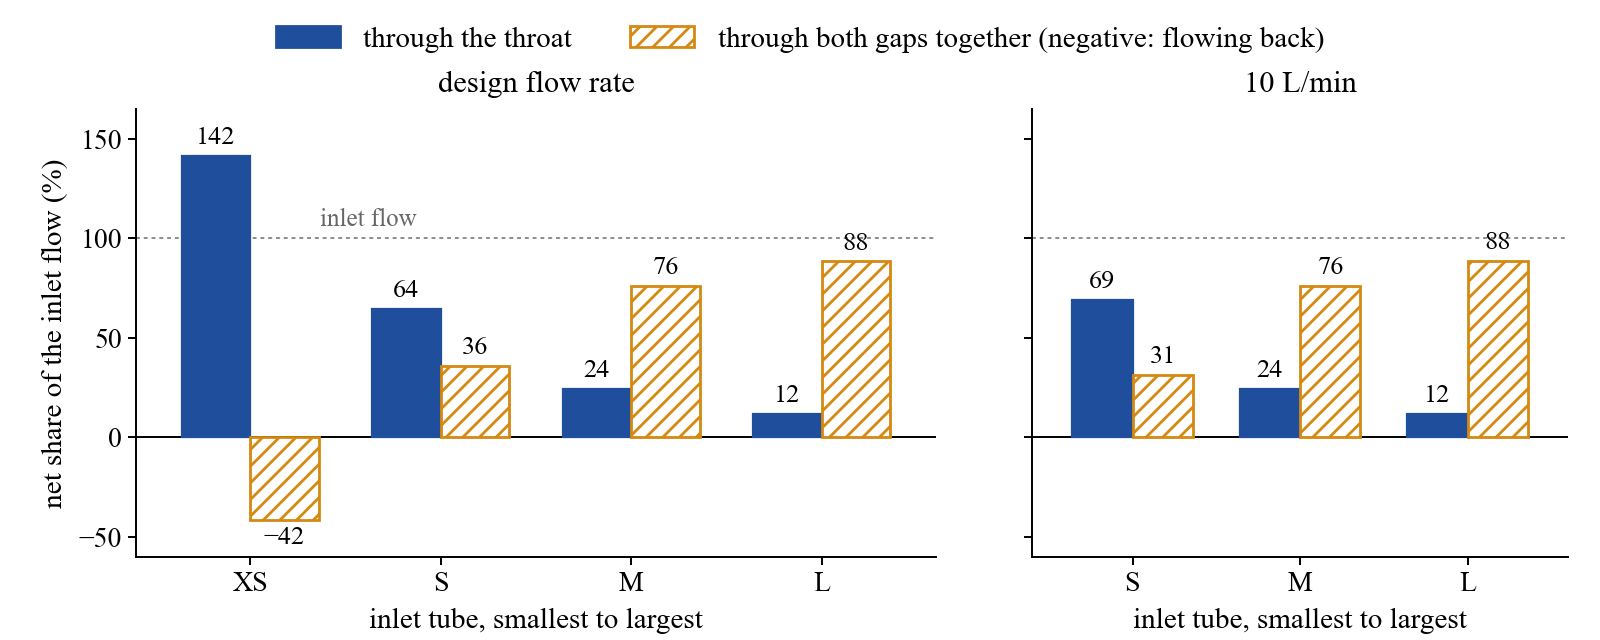 through the throat
through both gaps together (negative: flowing back)
design flow rate
10 L/min
net share of the inlet flow (%)
150
100
50
0
−50
inlet flow
142
−42
64
36
24
76
12
88
XS
S
M
L
inlet tube, smallest to largest
69
31
24
76
12
88
S
M
L
inlet tube, smallest to largest